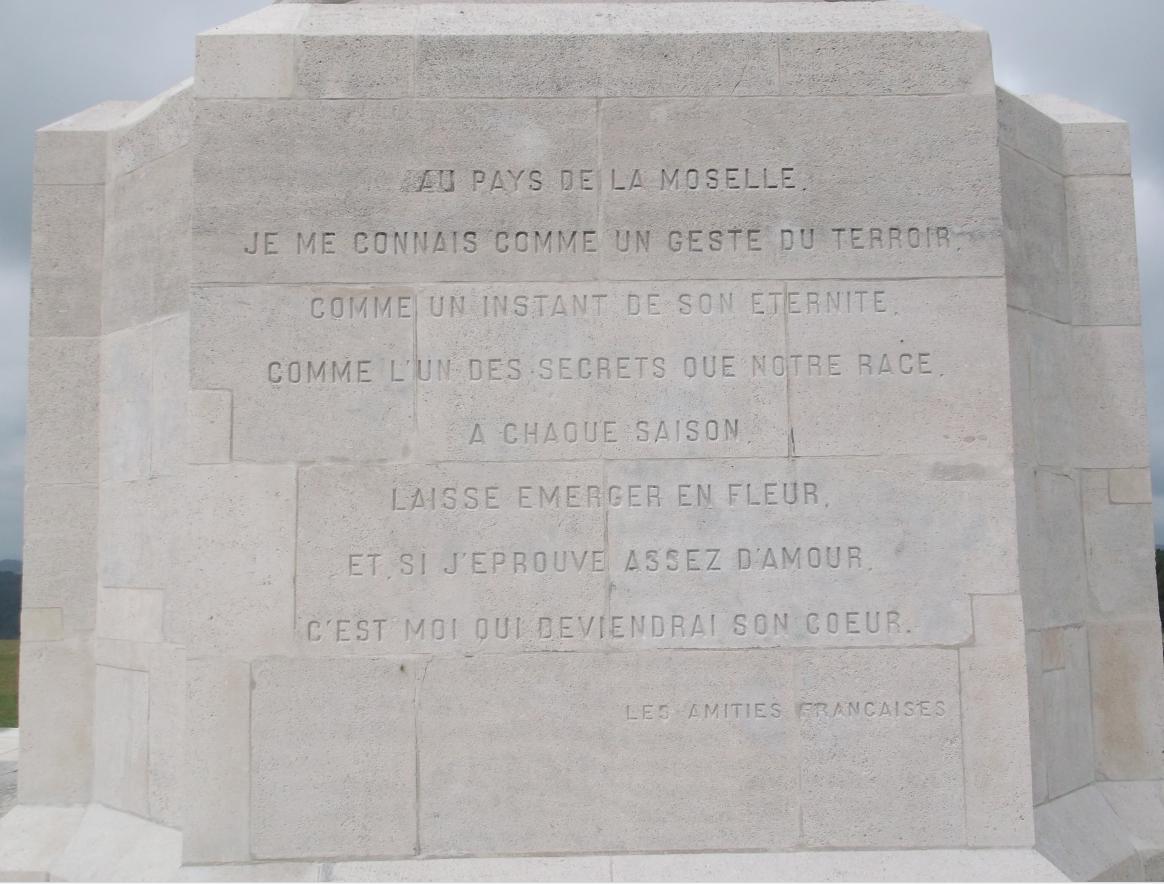 AU PAYS DE LA MOSELLE,
JE ME CONNAIS COMME UN GESTE DU TERROIR,
COMME UN INSTANT DE SON ETERNITE,
COMME L'UN DES SECRETS QUE NOTRE RACE,
A CHAQUE SAISON,
LAISSE EMERGER EN FLEUR,
ET, SI J'EPROUVE ASSEZ D'AMOUR,
C'EST MOI QUI DEVIENDRAI SON COEUR.
LES AMITIES FRANCAISES